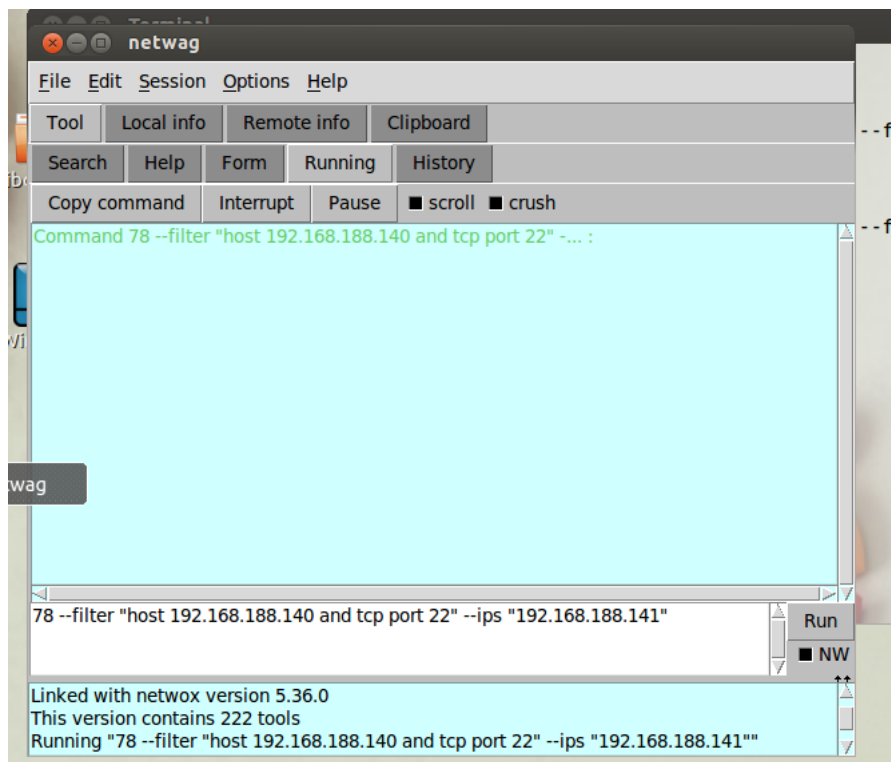 Terminal
netwag
File Edit Session Options Help
Tool Local info Remote info Clipboard
--f
Search Help Form Running History
Copy command Interrupt Pause scroll crush
--f
Command 78 --filter "host 192.168.188.140 and tcp port 22" -... :
wag
78 --filter "host 192.168.188.140 and tcp port 22" --ips "192.168.188.141"
Run
NW
Linked with netwox version 5.36.0
This version contains 222 tools
Running "78 --filter "host 192.168.188.140 and tcp port 22" --ips "192.168.188.141""